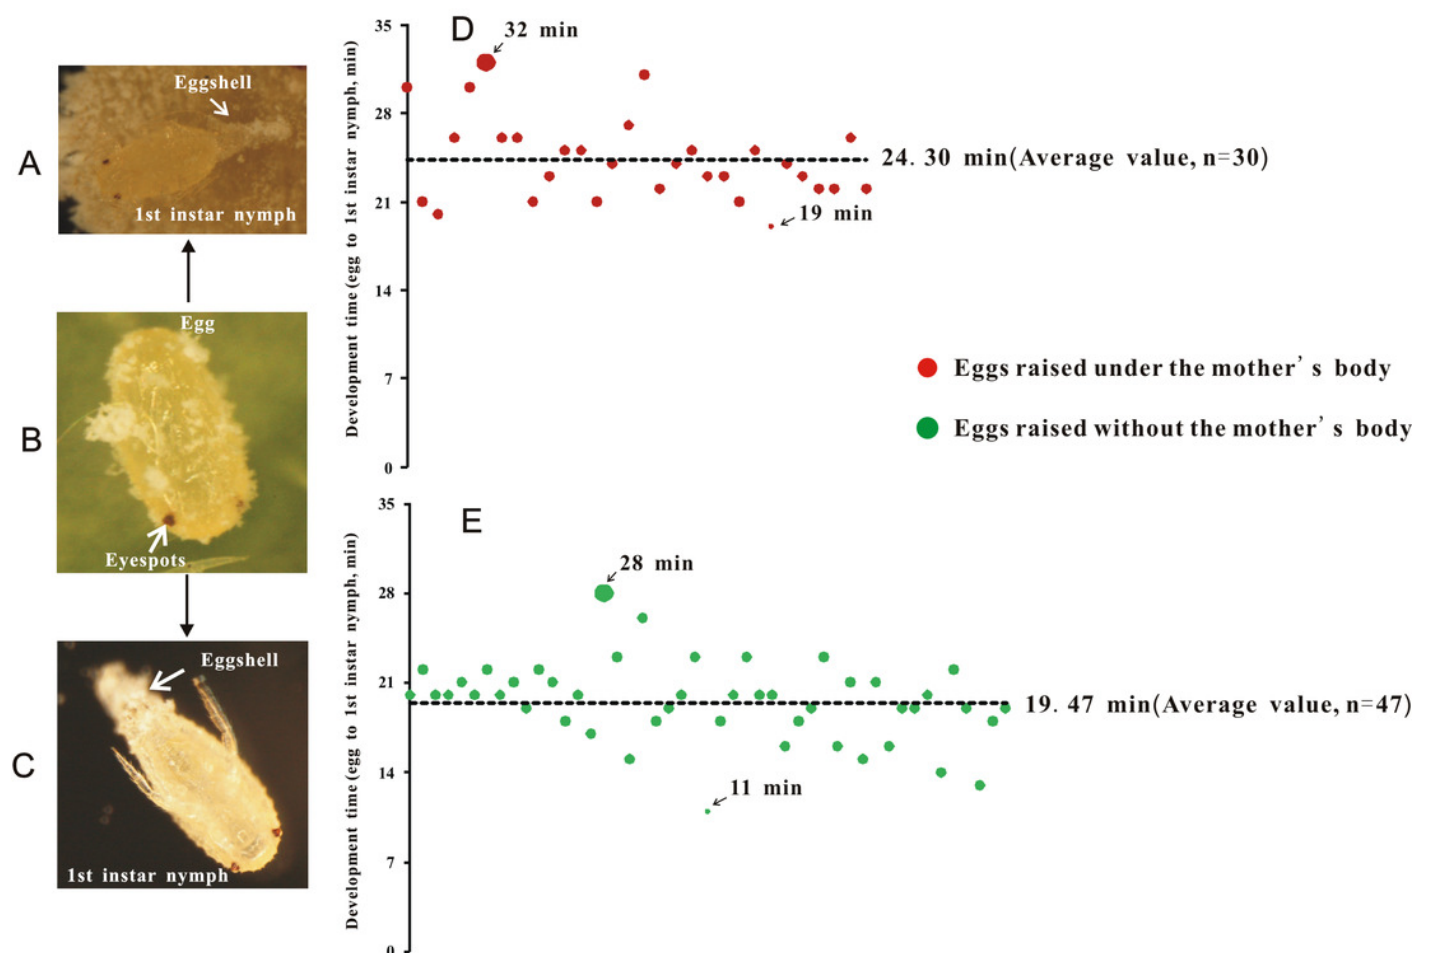 A
Eggshell
1st instar nymph
B
Egg
Eyespots
C
Eggshell
1st instar nymph
D
Development time (egg to 1st instar nymph, min)
35
28
21
14
7
0
32 min
24. 30 min(Average value, n=30)
19 min
Eggs raised under the mother’ s body
Eggs raised without the mother’ s body
E
Development time (egg to 1st instar nymph, min)
35
28
21
14
7
0
28 min
19. 47 min(Average value, n=47)
11 min